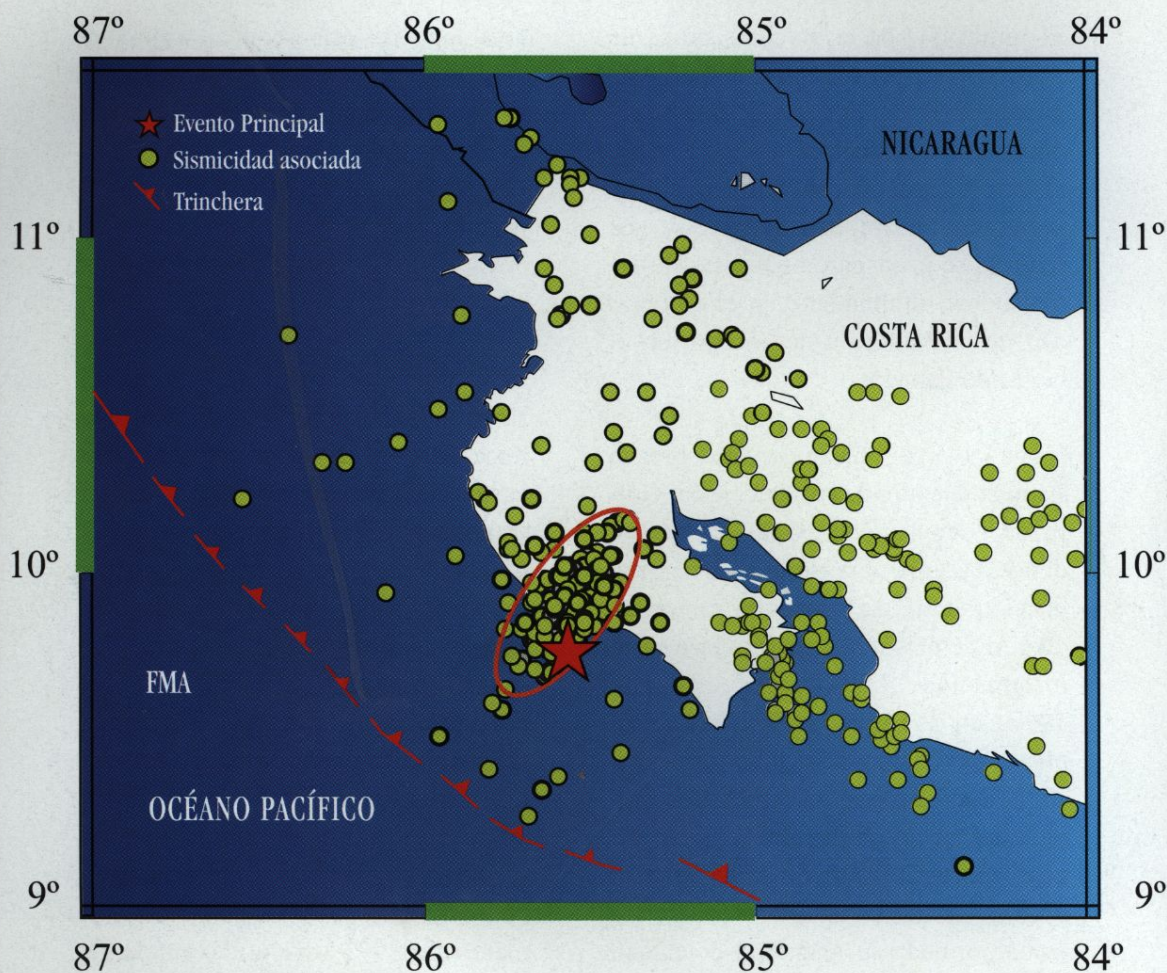 87º 86º 85º 84º
Evento Principal
Sismicidad asociada
Trinchera
NICARAGUA
11º 11º
COSTA RICA
10º 10º
FMA
OCÉANO PACÍFICO
9º 9º
87º 86º 85º 84º